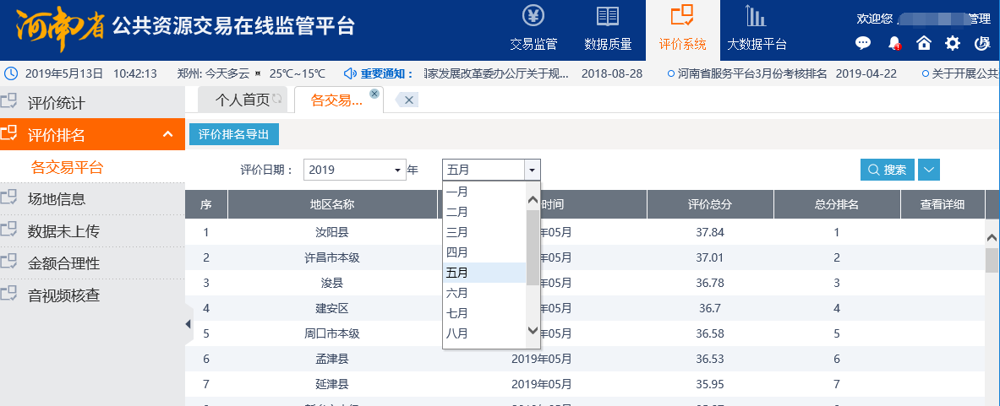 河南省 公共资源交易在线监管平台
交易监管 数据质量 评价系统 大数据平台
欢迎您 管理
2019年5月13日 10:42:13 郑州: 今天多云 25℃~15℃ 重要通知: 国家发展改革委办公厅关于规... 2018-08-28 河南省服务平台3月份考核排名 2019-04-22 关于开展公共
评价统计
评价排名
各交易平台
场地信息
数据未上传
金额合理性
音视频核查
个人首页 各交易...
评价排名导出
评价日期: 2019 年 五月 搜索
一月
二月
三月
四月
五月
六月
七月
八月
序 地区名称 时间 评价总分 总分排名 查看详细
1 汝阳县 年05月 37.84 1
2 许昌市本级 年05月 37.01 2
3 浚县 年05月 36.78 3
4 建安区 年05月 36.7 4
5 周口市本级 年05月 36.58 5
6 孟津县 2019年05月 36.53 6
7 延津县 2019年05月 35.95 7